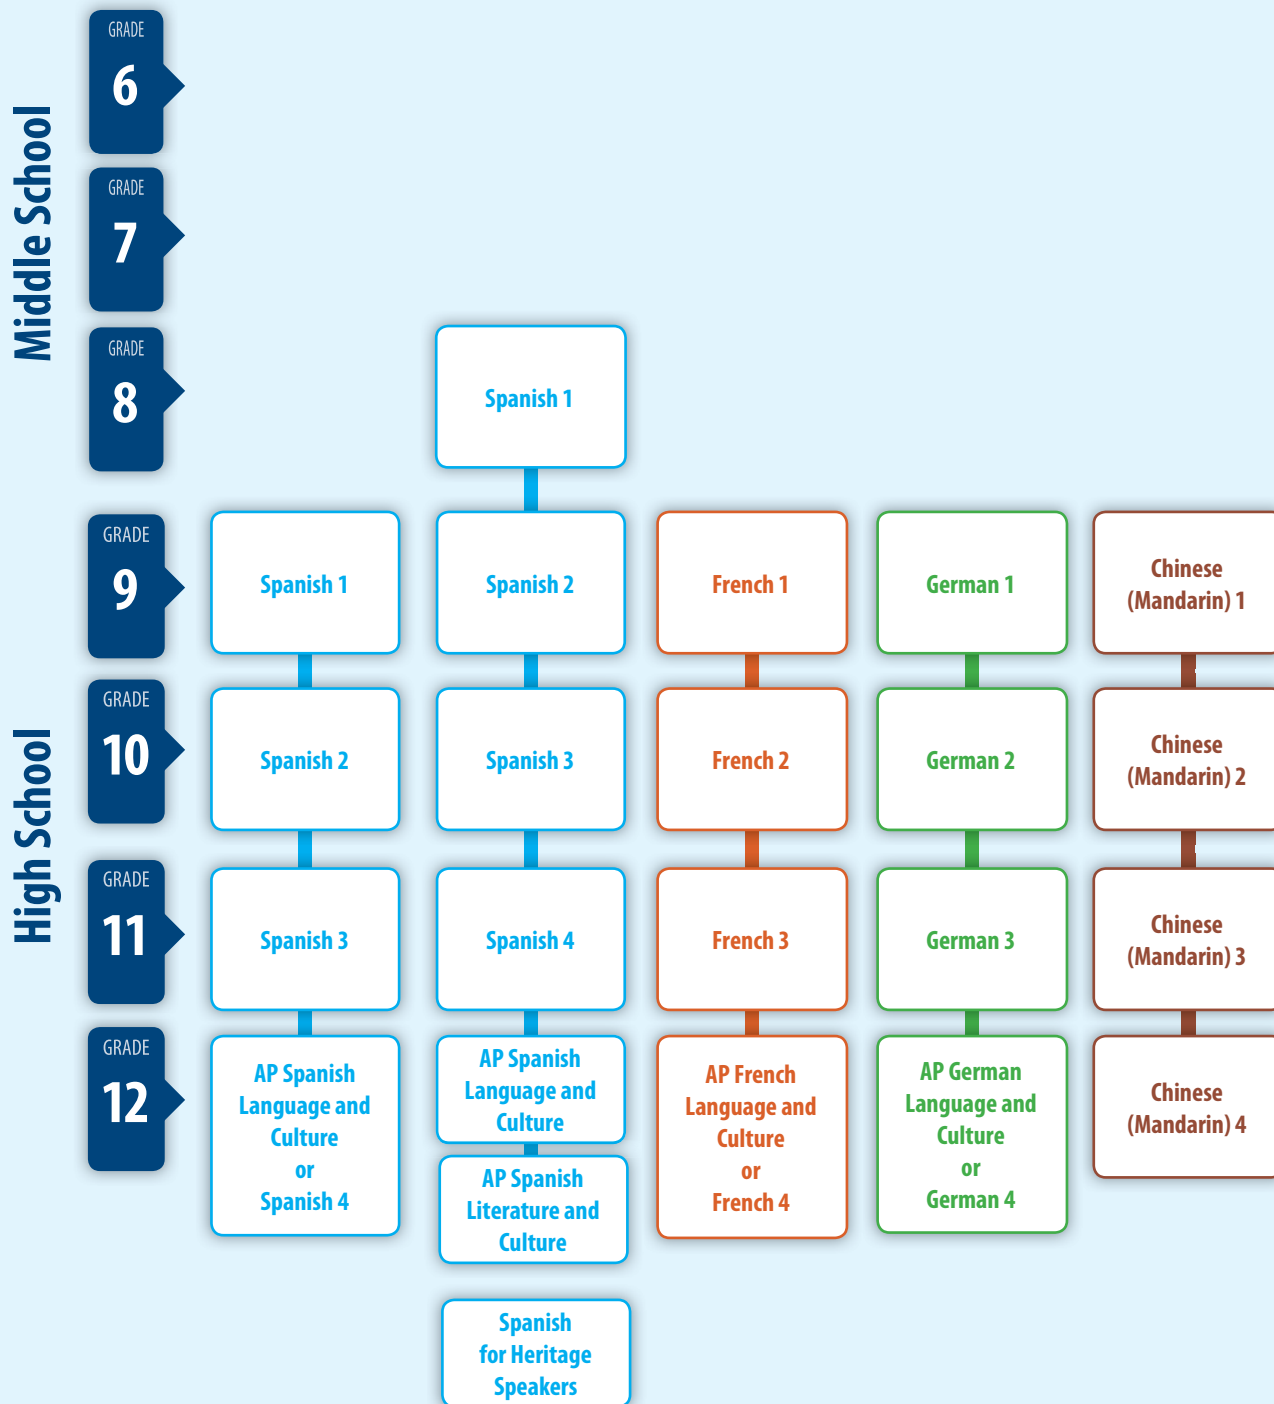 Middle School
GRADE
6
GRADE
7
GRADE
8
Spanish 1
High School
GRADE
9
Spanish 1
Spanish 2
French 1
German 1
Chinese
(Mandarin) 1
GRADE
10
Spanish 2
Spanish 3
French 2
German 2
Chinese
(Mandarin) 2
GRADE
11
Spanish 3
Spanish 4
French 3
German 3
Chinese
(Mandarin) 3
GRADE
12
AP Spanish
Language and
Culture
or
Spanish 4
AP Spanish
Language and
Culture
AP Spanish
Literature and
Culture
AP French
Language and
Culture
or
French 4
AP German
Language and
Culture
or
German 4
Chinese
(Mandarin) 4
Spanish
for Heritage
Speakers